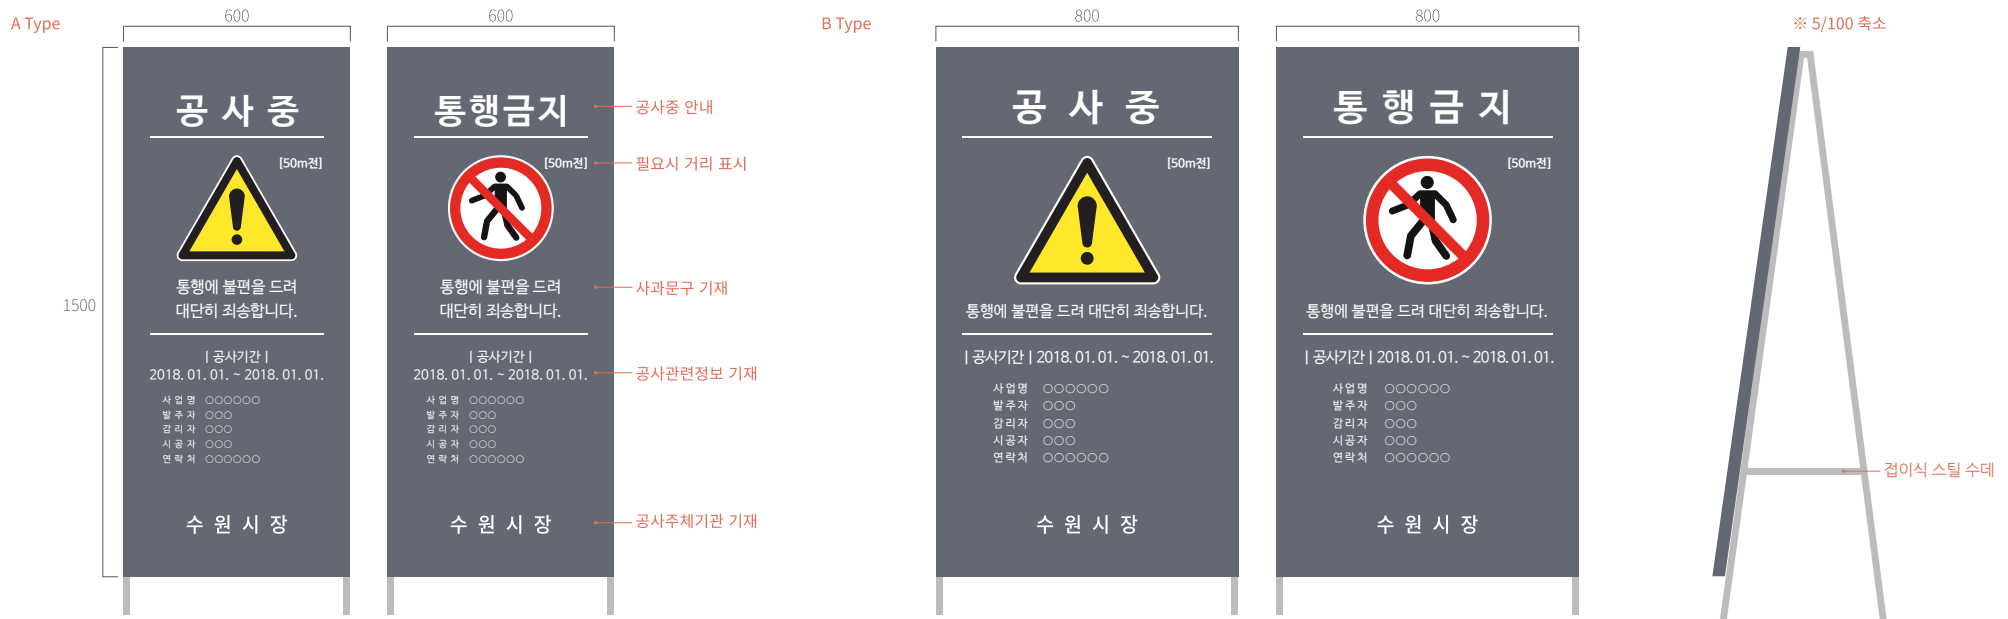 A Type
600
600
B Type
800
800
※ 5/100 축소
1500
공사중
[50m전]
통행에 불편을 드려
대단히 죄송합니다.
| 공사기간 |
2018. 01. 01. ~ 2018. 01. 01.
사 업 명 ○○○○○○
발 주 자 ○○○
감 리 자 ○○○
시 공 자 ○○○
연 락 처 ○○○○○○
수 원 시 장
통행금지
[50m전]
통행에 불편을 드려
대단히 죄송합니다.
| 공사기간 |
2018. 01. 01. ~ 2018. 01. 01.
사 업 명 ○○○○○○
발 주 자 ○○○
감 리 자 ○○○
시 공 자 ○○○
연 락 처 ○○○○○○
수 원 시 장
공사중 안내
필요시 거리 표시
사과문구 기재
공사관련정보 기재
공사주체기관 기재
공 사 중
[50m전]
통행에 불편을 드려 대단히 죄송합니다.
| 공사기간 | 2018. 01. 01. ~ 2018. 01. 01.
사업명 ○○○○○○
발주자 ○○○
감리자 ○○○
시공자 ○○○
연락처 ○○○○○○
수 원 시 장
통 행 금 지
[50m전]
통행에 불편을 드려 대단히 죄송합니다.
| 공사기간 | 2018. 01. 01. ~ 2018. 01. 01.
사업명 ○○○○○○
발주자 ○○○
감리자 ○○○
시공자 ○○○
연락처 ○○○○○○
수 원 시 장
접이식 스틸 수데